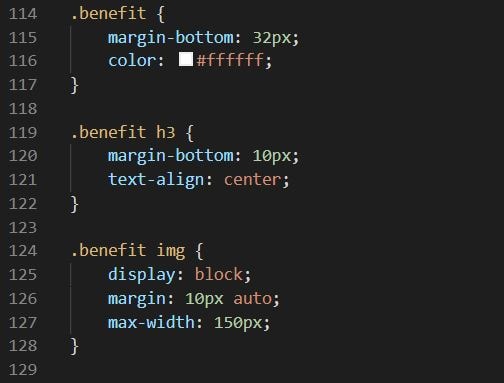 114 .benefit {
115     margin-bottom: 32px;
116     color: #ffffff;
117 }
118
119 .benefit h3 {
120     margin-bottom: 10px;
121     text-align: center;
122 }
123
124 .benefit img {
125     display: block;
126     margin: 10px auto;
127     max-width: 150px;
128 }
129